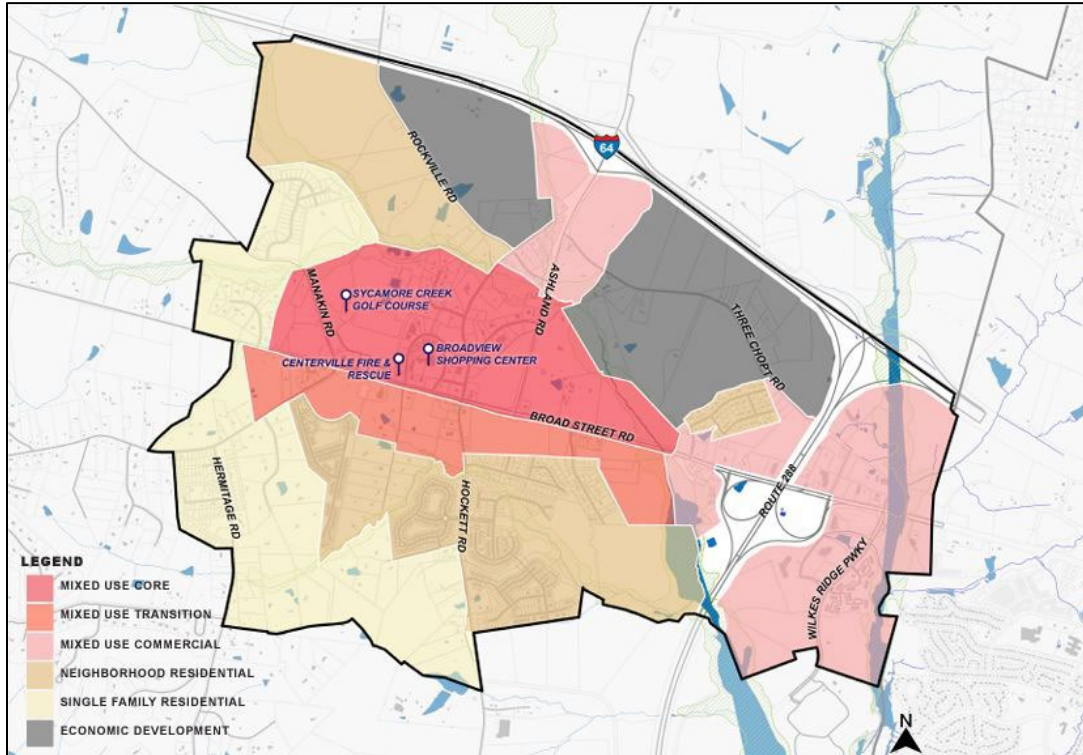 64
ROCKVILLE RD
ASHLAND RD
MANAKIN RD
SYCAMORE CREEK
GOLF COURSE
THREE CHOPT RD
BROADVIEW
SHOPPING CENTER
CENTERVILLE FIRE &
RESCUE
BROAD STREET RD
HERMITAGE RD
HOCKETT RD
ROUTE 288
WILKES RIDGE PWKY
LEGEND
MIXED USE CORE
MIXED USE TRANSITION
MIXED USE COMMERCIAL
NEIGHBORHOOD RESIDENTIAL
SINGLE FAMILY RESIDENTIAL
ECONOMIC DEVELOPMENT
N